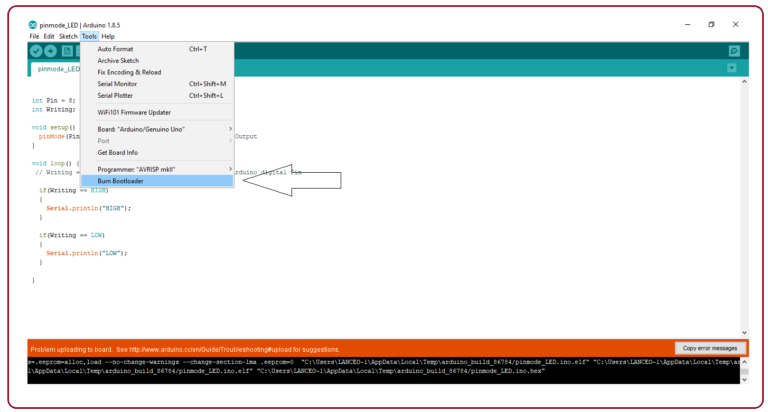 pinmode_LED | Arduino 1.8.5
File Edit Sketch Tools Help
Auto Format Ctrl+T
Archive Sketch
Fix Encoding & Reload
Serial Monitor Ctrl+Shift+M
Serial Plotter Ctrl+Shift+L
WiFi101 Firmware Updater
Board: "Arduino/Genuino Uno"
Port
Get Board Info
Programmer: "AVRISP mkII"
Burn Bootloader
pinmode_LED
int Pin = 8;
int Writing;
void setup()
pinMode(Pin Output
}
void loop() {
// Writing = rduino digital Pin
if(Writing == HIGH)
{
Serial.println("HIGH");
}
if(Writing == LOW)
{
Serial.println("LOW");
}
}
Problem uploading to board. See http://www.arduino.cc/en/Guide/Troubleshooting#upload for suggestions.
Copy error messages
s=.eeprom=alloc,load --no-change-warnings --change-section-lma .eeprom=0 "C:\Users\LANCEO~1\AppData\Local\Temp\arduino_build_86784/pinmode_LED.ino.elf" "C:\Users\LANCEO~1\AppData\Local\Temp\ar
l\AppData\Local\Temp\arduino_build_86784/pinmode_LED.ino.elf" "C:\Users\LANCEO~1\AppData\Local\Temp\arduino_build_86784/pinmode_LED.ino.hex"